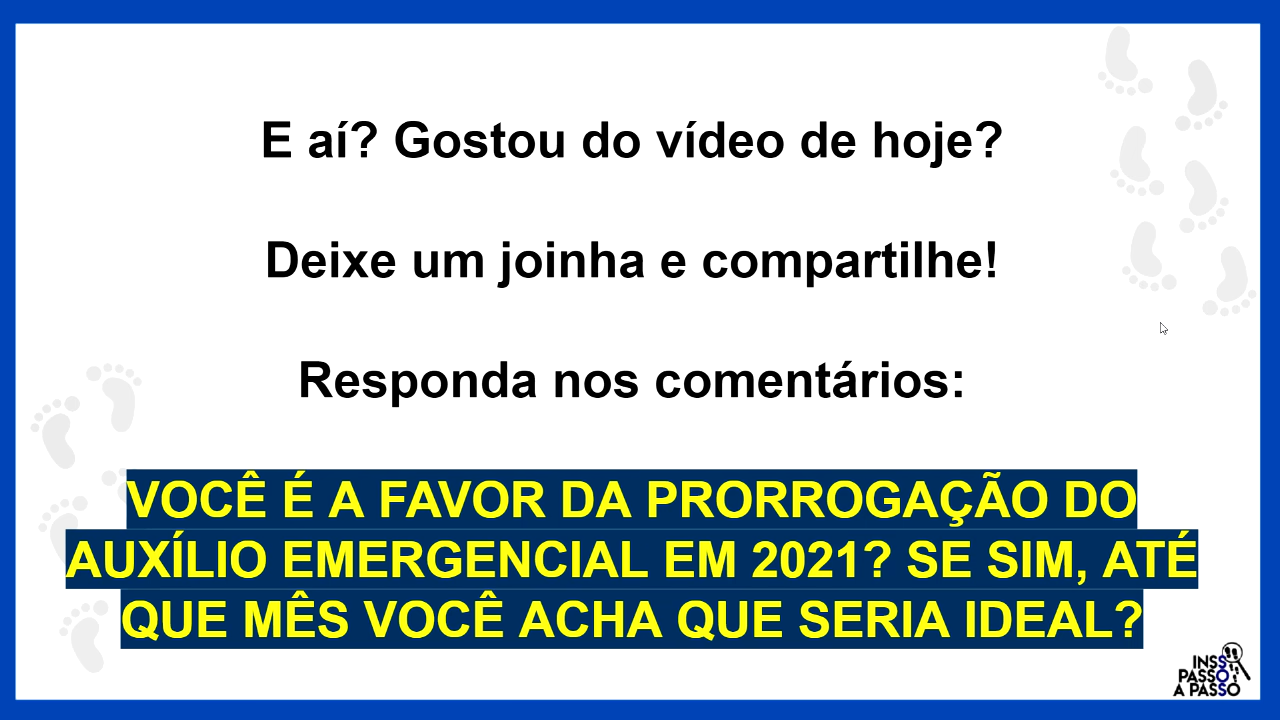 E aí? Gostou do vídeo de hoje?
Deixe um joinha e compartilhe!
Responda nos comentários:
VOCÊ É A FAVOR DA PRORROGAÇÃO DO
AUXÍLIO EMERGENCIAL EM 2021? SE SIM, ATÉ
QUE MÊS VOCÊ ACHA QUE SERIA IDEAL?
INSS
PASSO
A PASSO